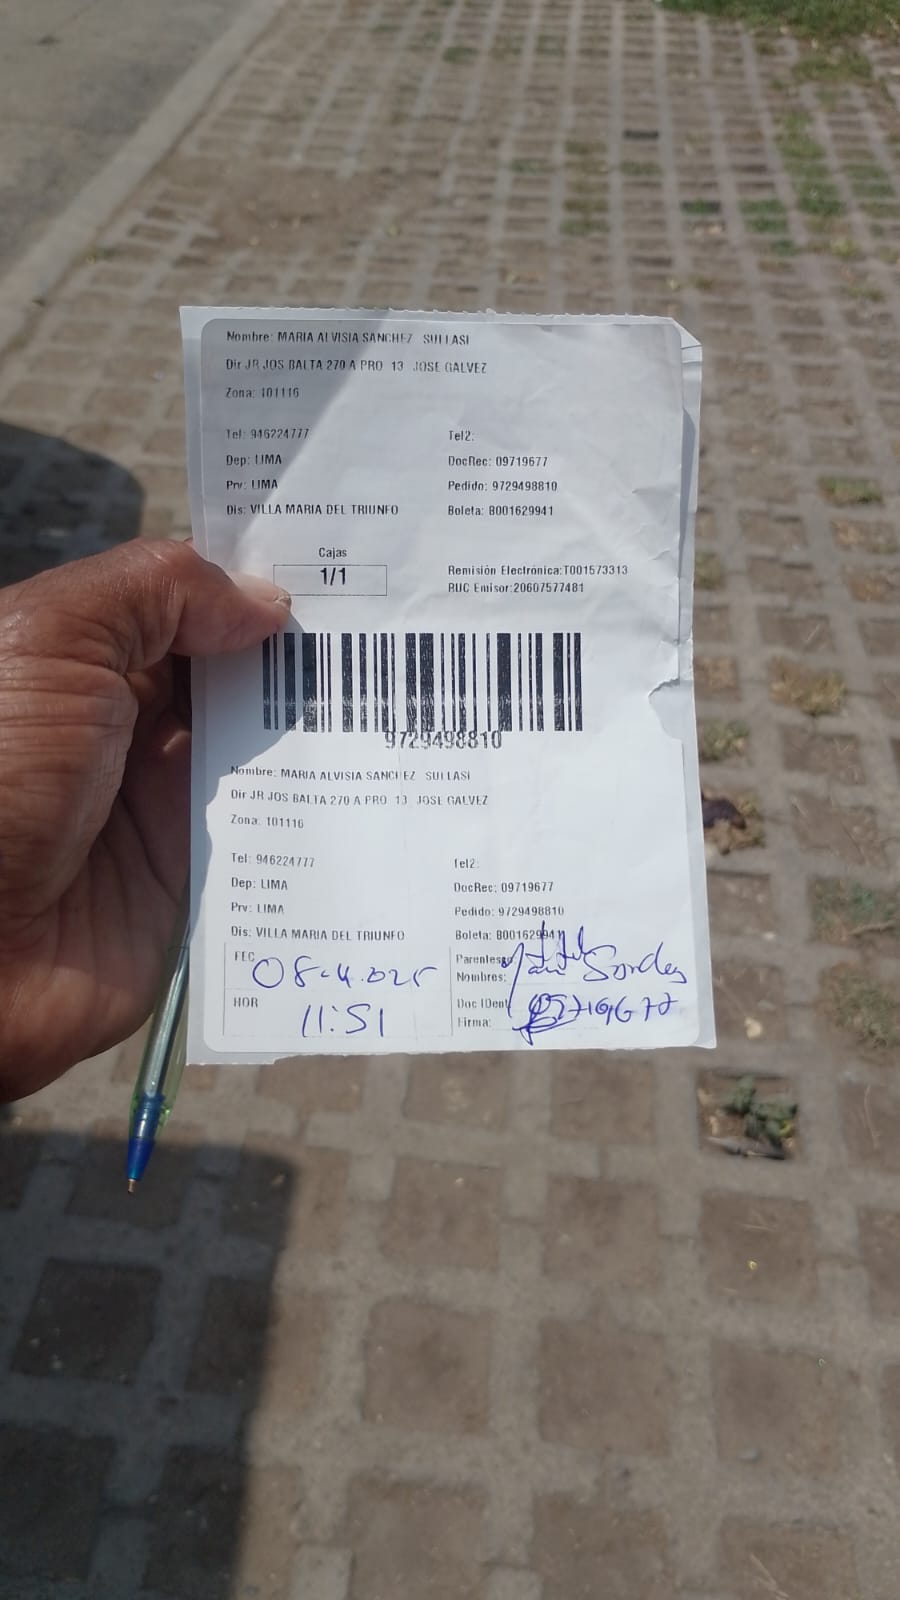 Nombre: MARIA ALVISIA SANCHEZ SULLASI
Dir JR JOS BALTA 270 A PRO 13 JOSE GALVEZ
Zona: 101116
Tel: 946224777 Tel2:
Dep: LIMA DocRec: 09719677
Prv: LIMA Pedido: 9729498810
Dis: VILLA MARIA DEL TRIUNFO Boleta: B001629941
Cajas
1/1 Remisión Electrónica:T001573313
RUC Emisor:20607577481
9729498810
Nombre: MARIA ALVISIA SANCHEZ SULLASI
Dir JR JOS BALTA 270 A PRO 13 JOSE GALVEZ
Zona: 101116
Tel: 946224777 Tel2:
Dep: LIMA DocRec: 09719677
Prv: LIMA Pedido: 9729498810
Dis: VILLA MARIA DEL TRIUNFO Boleta: B001629941
FEC 08-4.025 Parentesco
Nombres:
HOR 11:51 Doc IDent 09719677
Firma: